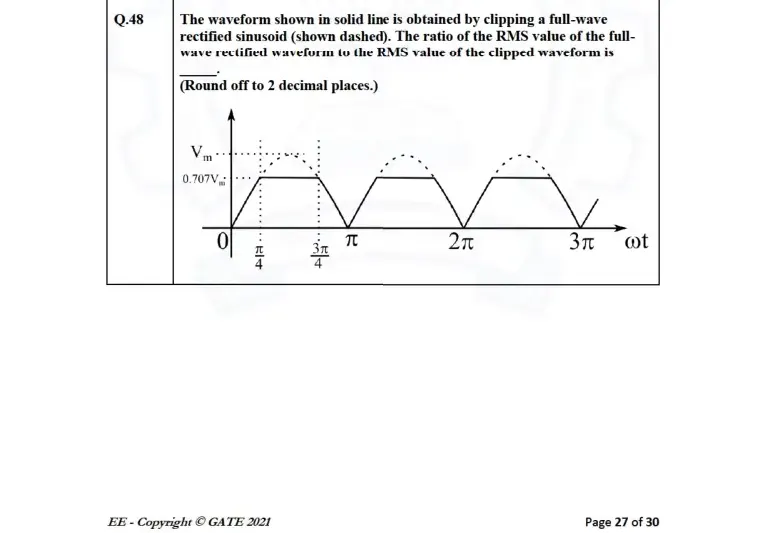 Q.48
The waveform shown in solid line is obtained by clipping a full-wave
rectified sinusoid (shown dashed). The ratio of the RMS value of the full-
wave rectified waveform to the RMS value of the clipped waveform is
_____.
(Round off to 2 decimal places.)
Vm
0.707Vm
0 π/4 3π/4 π 2π 3π ωt
EE - Copyright © GATE 2021 Page 27 of 30